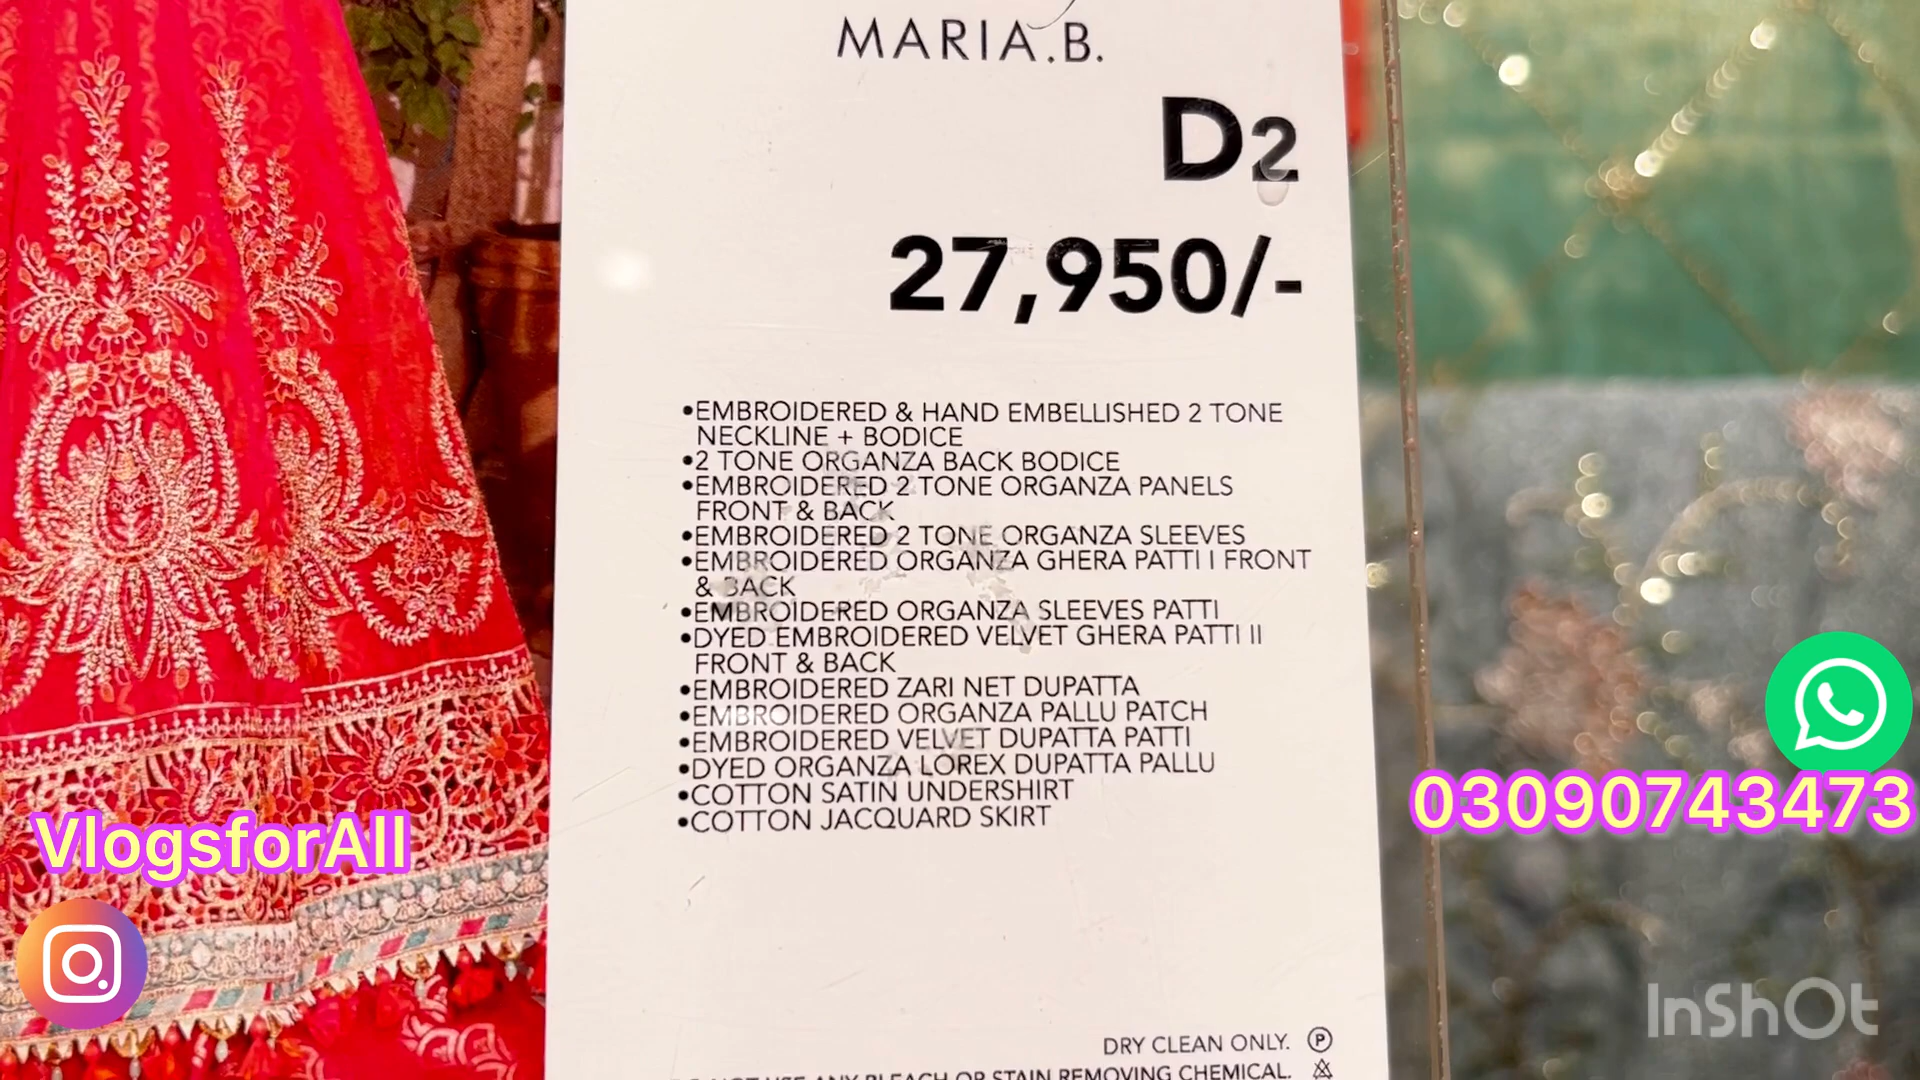 MARIA.B.
D2
27,950/-
•EMBROIDERED & HAND EMBELLISHED 2 TONE
NECKLINE + BODICE
•2 TONE ORGANZA BACK BODICE
•EMBROIDERED 2 TONE ORGANZA PANELS
FRONT & BACK
•EMBROIDERED 2 TONE ORGANZA SLEEVES
•EMBROIDERED ORGANZA GHERA PATTI I FRONT
& BACK
•EMBROIDERED ORGANZA SLEEVES PATTI
•DYED EMBROIDERED VELVET GHERA PATTI II
FRONT & BACK
•EMBROIDERED ZARI NET DUPATTA
•EMBROIDERED ORGANZA PALLU PATCH
•EMBROIDERED VELVET DUPATTA PATTI
•DYED ORGANZA LOREX DUPATTA PALLU
•COTTON SATIN UNDERSHIRT
•COTTON JACQUARD SKIRT
DRY CLEAN ONLY. P
NOT USE ANY BLEACH OR STAIN REMOVING CHEMICAL.
VlogsforAll
03090743473
InShOt